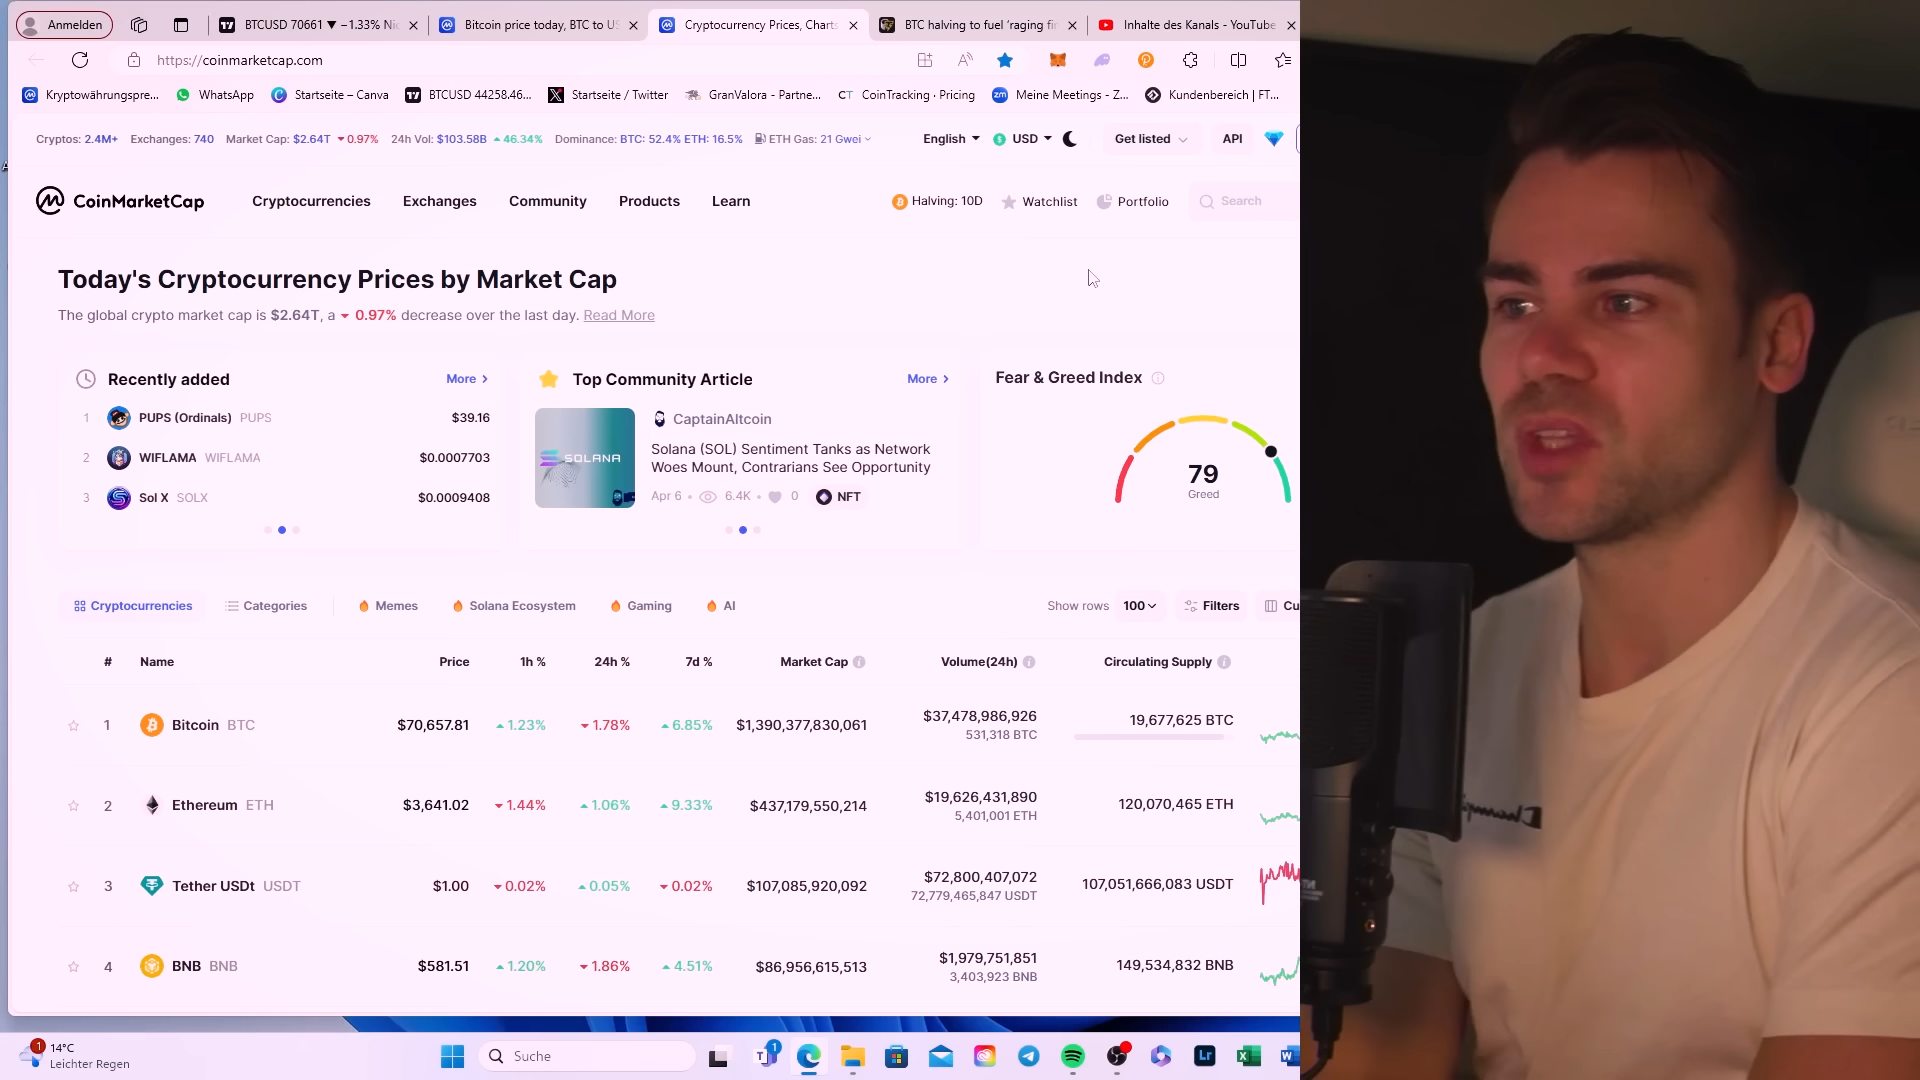 Anmelden
BTCUSD 70661 ▼ −1.33% Nic
Bitcoin price today, BTC to US
Cryptocurrency Prices, Charts
BTC halving to fuel 'raging fir
Inhalte des Kanals - YouTube
https://coinmarketcap.com
Kryptowährungspre...
WhatsApp
Startseite – Canva
BTCUSD 44258.46...
Startseite / Twitter
GranValora - Partne...
CoinTracking · Pricing
Meine Meetings - Z...
Kundenbereich | FT...
Cryptos: 2.4M+ Exchanges: 740 Market Cap: $2.64T ▼ 0.97% 24h Vol: $103.58B ▲ 46.34% Dominance: BTC: 52.4% ETH: 16.5% ETH Gas: 21 Gwei
English USD Get listed API
CoinMarketCap Cryptocurrencies Exchanges Community Products Learn Halving: 10D Watchlist Portfolio Search
Today's Cryptocurrency Prices by Market Cap
The global crypto market cap is $2.64T, a ▼ 0.97% decrease over the last day. Read More
Recently added More
1 PUPS (Ordinals) PUPS $39.16
2 WIFLAMA WIFLAMA $0.0007703
3 Sol X SOLX $0.0009408
Top Community Article More
SOLANA
CaptainAltcoin
Solana (SOL) Sentiment Tanks as Network
Woes Mount, Contrarians See Opportunity
Apr 6 • 6.4K • 0 NFT
Fear & Greed Index
79
Greed
Cryptocurrencies Categories Memes Solana Ecosystem Gaming AI Show rows 100 Filters Cu
# Name Price 1h % 24h % 7d % Market Cap Volume(24h) Circulating Supply
1 Bitcoin BTC $70,657.81 ▲ 1.23% ▼ 1.78% ▲ 6.85% $1,390,377,830,061 $37,478,986,926 19,677,625 BTC
531,318 BTC
2 Ethereum ETH $3,641.02 ▼ 1.44% ▲ 1.06% ▲ 9.33% $437,179,550,214 $19,626,431,890 120,070,465 ETH
5,401,001 ETH
3 Tether USDt USDT $1.00 ▼ 0.02% ▲ 0.05% ▼ 0.02% $107,085,920,092 $72,800,407,072 107,051,666,083 USDT
72,779,465,847 USDT
4 BNB BNB $581.51 ▲ 1.20% ▼ 1.86% ▲ 4.51% $86,956,615,513 $1,979,751,851 149,534,832 BNB
3,403,923 BNB
Champion
1
14°C
Leichter Regen
Suche
1